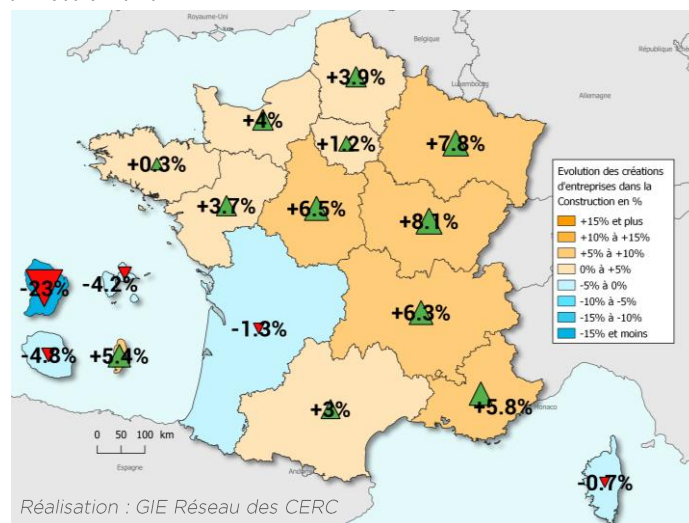 Royaume-Uni
Belgique
République Tchè
Luxembourg
Allemagne
+3.9%
+4%
+1.2%
+7.8%
+0.3%
+3.7%
+6.5%
+8.1%
Evolution des créations
d'entreprises dans la
Construction en %
+15% et plus
+10% à +15%
+5% à +10%
0% à +5%
-5% à 0%
-10% à -5%
-15% à -10%
-15% et moins
-23%
-4.2%
-1.3%
+6.3%
-4.8%
+5.4%
+3%
+5.8%
Monaco
0 50 100 km
Espagne
-0.7%
Réalisation : GIE Réseau des CERC